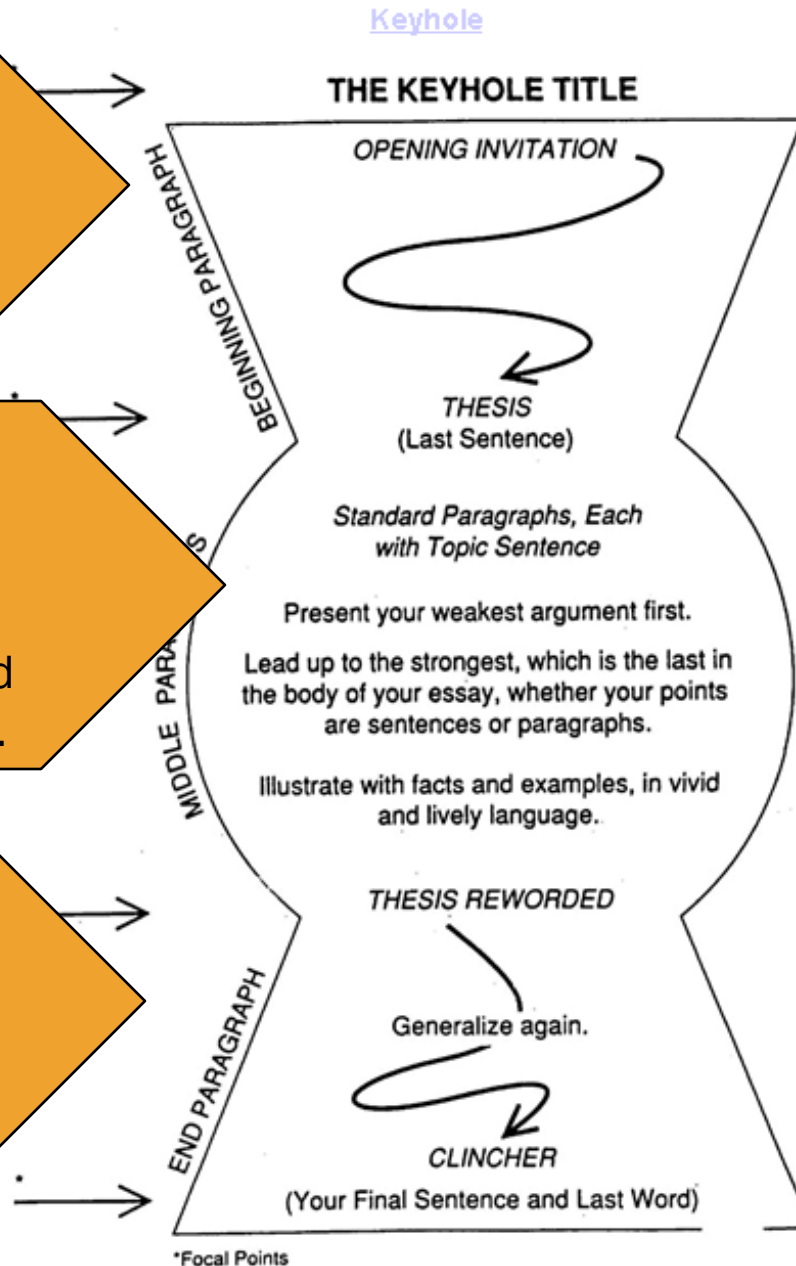 Keyhole
*
THE KEYHOLE TITLE
OPENING INVITATION
BEGINNING PARAGRAPH
*
THESIS
(Last Sentence)
Standard Paragraphs, Each
with Topic Sentence
Present your weakest argument first.
Lead up to the strongest, which is the last in
the body of your essay, whether your points
are sentences or paragraphs.
Illustrate with facts and examples, in vivid
and lively language.
MIDDLE
THESIS REWORDED
Generalize again.
END PARAGRAPH
CLINCHER
*
(Your Final Sentence and Last Word)
*Focal Points